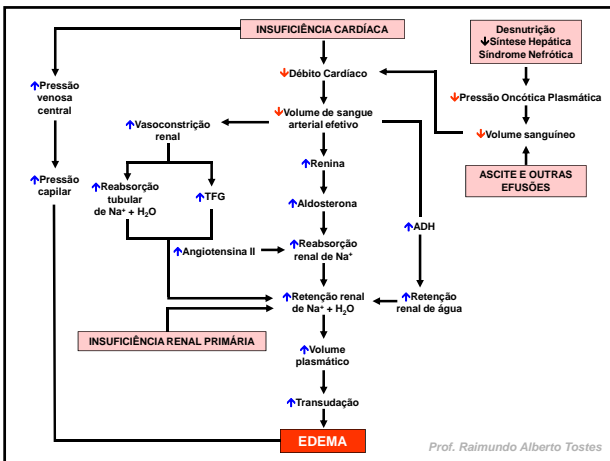 INSUFICIÊNCIA CARDÍACA
Desnutrição
↓Síntese Hepática
Síndrome Nefrótica
↓Débito Cardíaco
↑Pressão
venosa
central
↓Pressão Oncótica Plasmática
↓Volume de sangue
arterial efetivo
↑Vasoconstrição
renal
↓Volume sanguíneo
↑Renina
↑Pressão
capilar
↑Reabsorção
tubular
de Na⁺ + H₂O
↑TFG
ASCITE E OUTRAS
EFUSÕES
↑Aldosterona
↑ADH
↑Angiotensina II
↑Reabsorção
renal de Na⁺
↑Retenção renal
de Na⁺ + H₂O
↑Retenção
renal de água
INSUFICIÊNCIA RENAL PRIMÁRIA
↑Volume
plasmático
↑Transudação
EDEMA
Prof. Raimundo Alberto Tostes